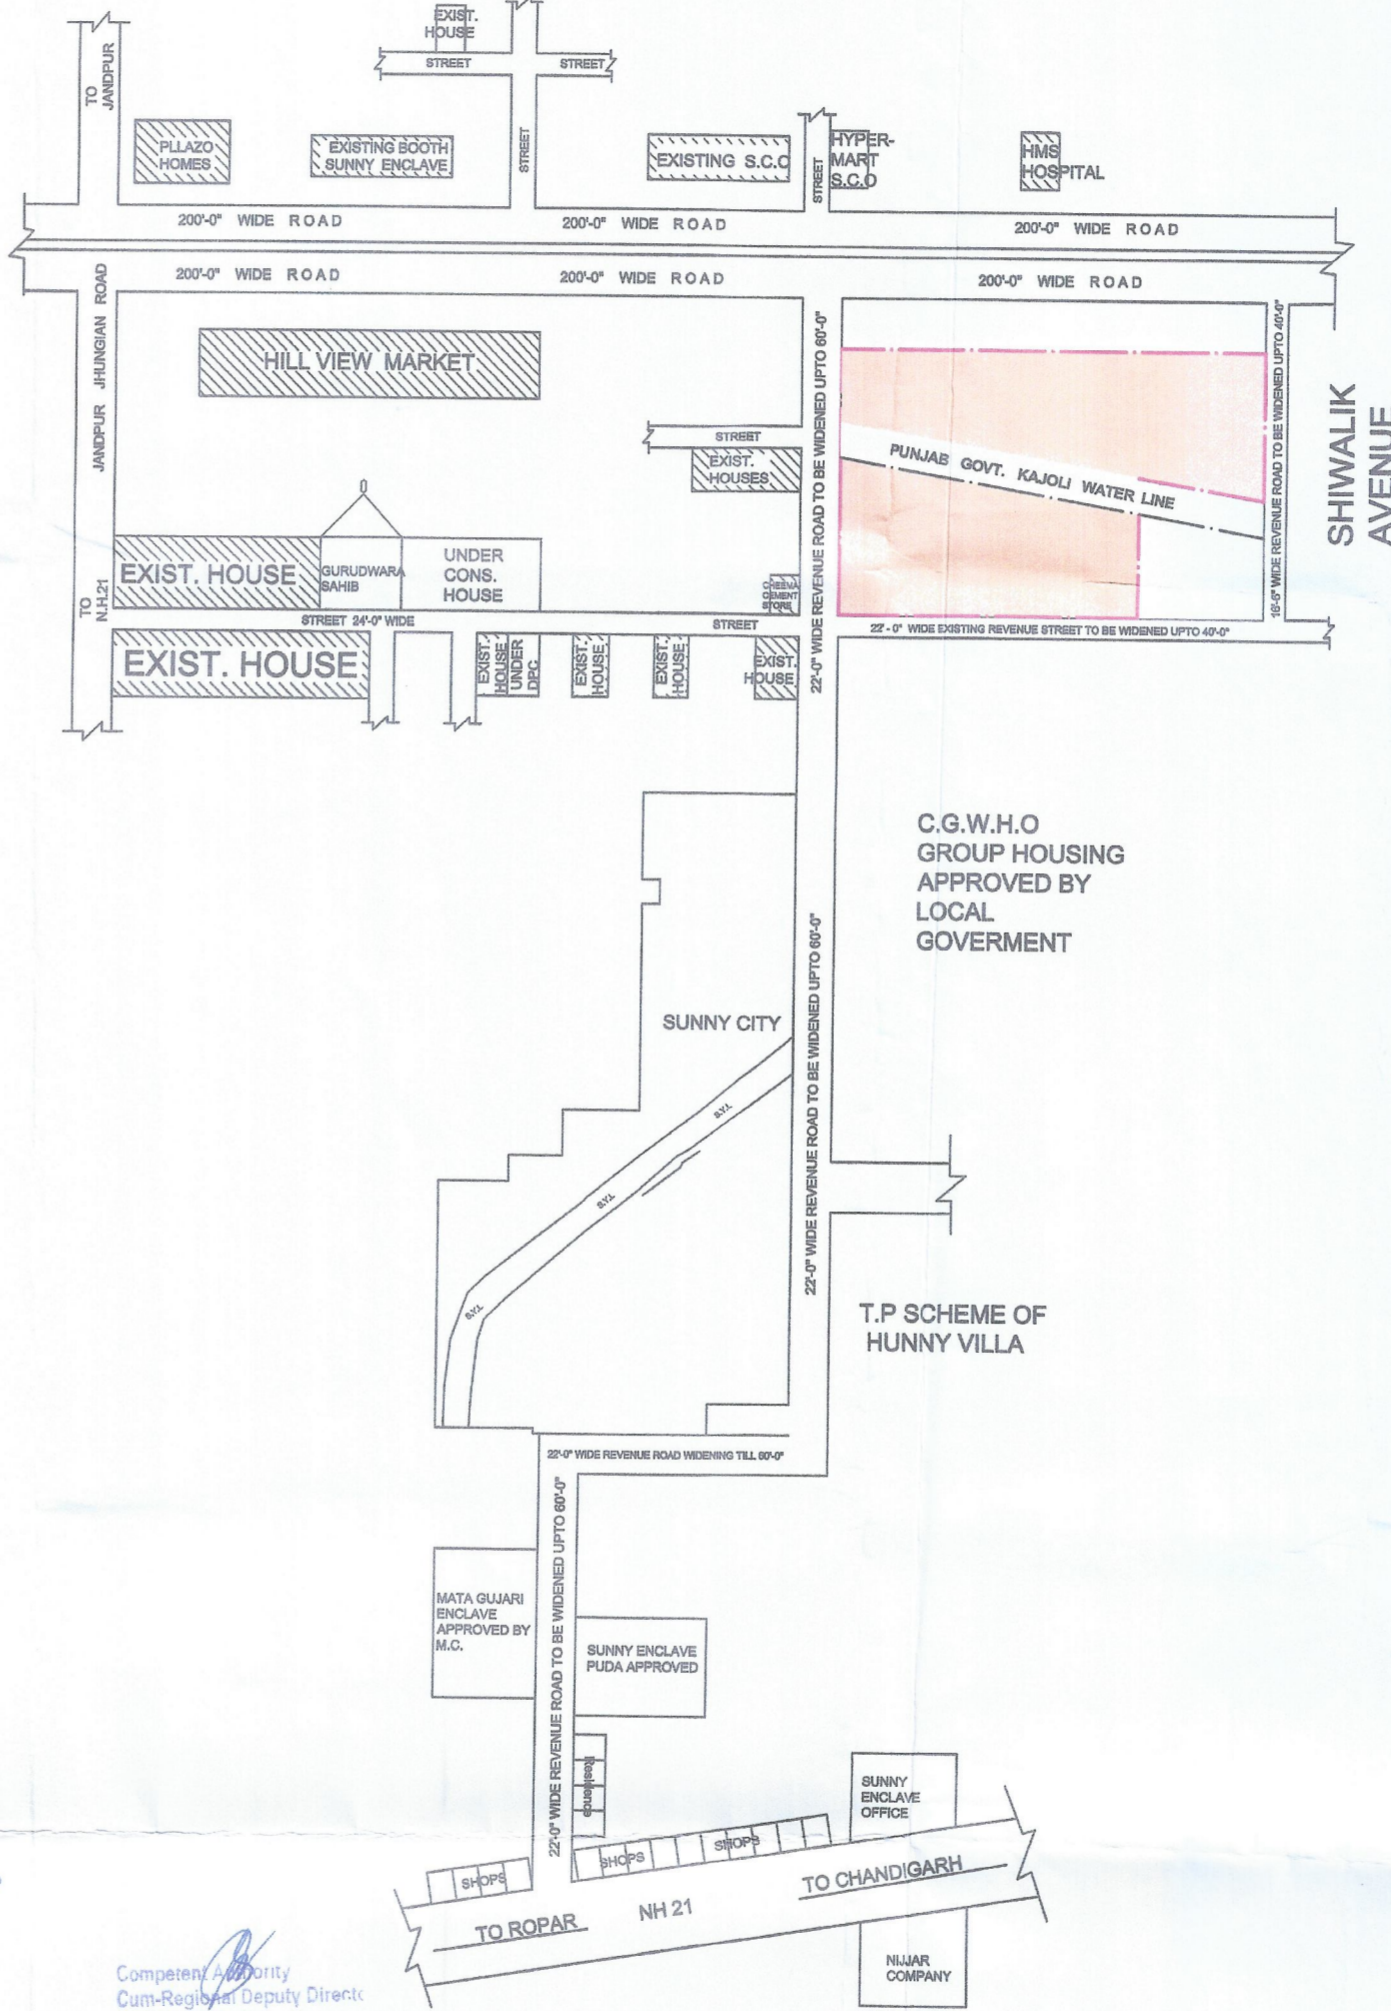 EXIST.
HOUSE
STREET
STREET
TO
JANDPUR
STREET
PLLAZO
HOMES
EXISTING BOOTH
SUNNY ENCLAVE
EXISTING S.C.O
STREET
HYPER-
MART
S.C.O
HMS
HOSPITAL
200'-0" WIDE ROAD
200'-0" WIDE ROAD
200'-0" WIDE ROAD
200'-0" WIDE ROAD
200'-0" WIDE ROAD
200'-0" WIDE ROAD
JANDPUR JHUNGIAN ROAD
TO
N.H.21
HILL VIEW MARKET
22'-0" WIDE REVENUE ROAD TO BE WIDENED UPTO 60'-0"
16'-6" WIDE REVENUE ROAD TO BE WIDENED UPTO 40'-0"
SHIWALIK
AVENUE
STREET
EXIST.
HOUSES
PUNJAB GOVT. KAJOLI WATER LINE
EXIST. HOUSE
GURUDWARA
SAHIB
UNDER
CONS.
HOUSE
CHEEMA
CEMENT
STORE
STREET 24'-0" WIDE
STREET
22'-0" WIDE EXISTING REVENUE STREET TO BE WIDENED UPTO 40'-0"
EXIST. HOUSE
EXIST.
HOUSE
UNDER
DPC
EXIST.
HOUSE
EXIST.
HOUSE
EXIST.
HOUSE
22'-0" WIDE REVENUE ROAD TO BE WIDENED UPTO 60'-0"
C.G.W.H.O
GROUP HOUSING
APPROVED BY
LOCAL
GOVERMENT
SUNNY CITY
S.Y.L
S.Y.L
S.Y.L
T.P SCHEME OF
HUNNY VILLA
22'-0" WIDE REVENUE ROAD WIDENING TILL 60'-0"
22'-0" WIDE REVENUE ROAD TO BE WIDENED UPTO 60'-0"
MATA GUJARI
ENCLAVE
APPROVED BY
M.C.
SUNNY ENCLAVE
PUDA APPROVED
Residence
SUNNY
ENCLAVE
OFFICE
SHOPS
SHOPS
SHOPS
TO CHANDIGARH
NH 21
TO ROPAR
NIJJAR
COMPANY
Competent Authority
Cum-Regional Deputy Directo